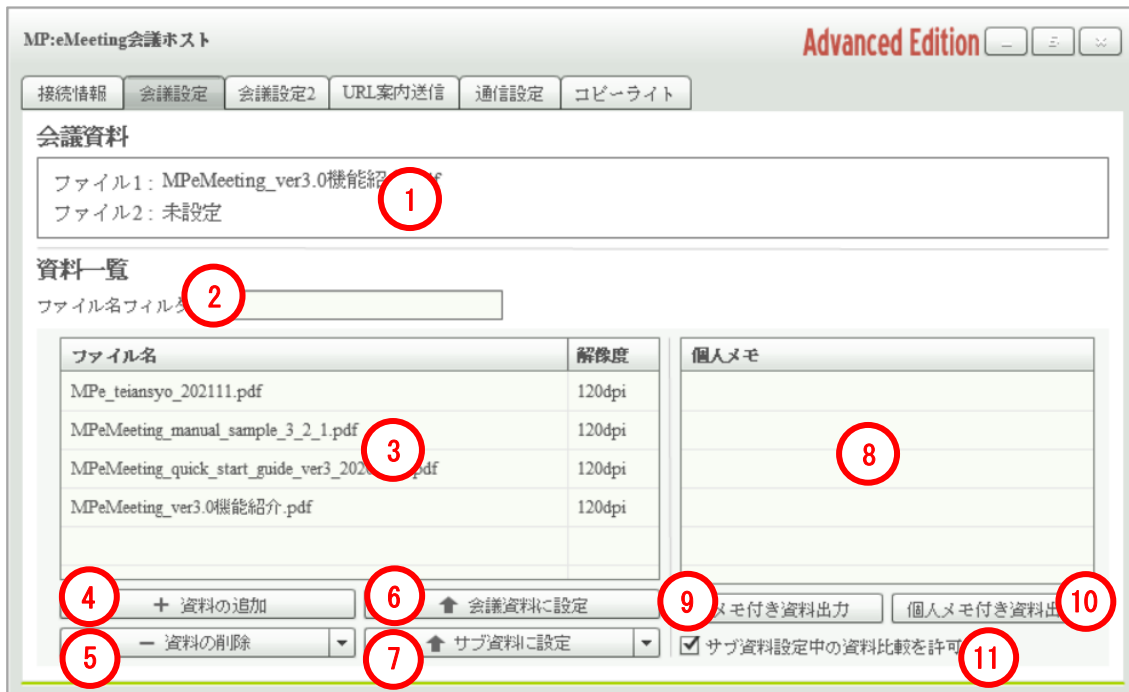 MP:eMeeting会議ホスト
Advanced Edition
接続情報 会議設定 会議設定2 URL案内送信 通信設定 コピーライト
会議資料
ファイル1 : MPeMeeting_ver3.0機能紹 df
1
ファイル2 : 未設定
資料一覧
ファイル名フィル
2
ファイル名 解像度 個人メモ
MPe_teiansyo_202111.pdf 120dpi
MPeMeeting_manual_sample_3_2_1.pdf 120dpi
3
8
MPeMeeting_quick_start_guide_ver3_202 pdf 120dpi
MPeMeeting_ver3.0機能紹介.pdf 120dpi
4 + 資料の追加 6 会議資料に設定 9 メモ付き資料出力 個人メモ付き資料出 10
5 − 資料の削除 7 サブ資料に設定 サブ資料設定中の資料比較を許可 11